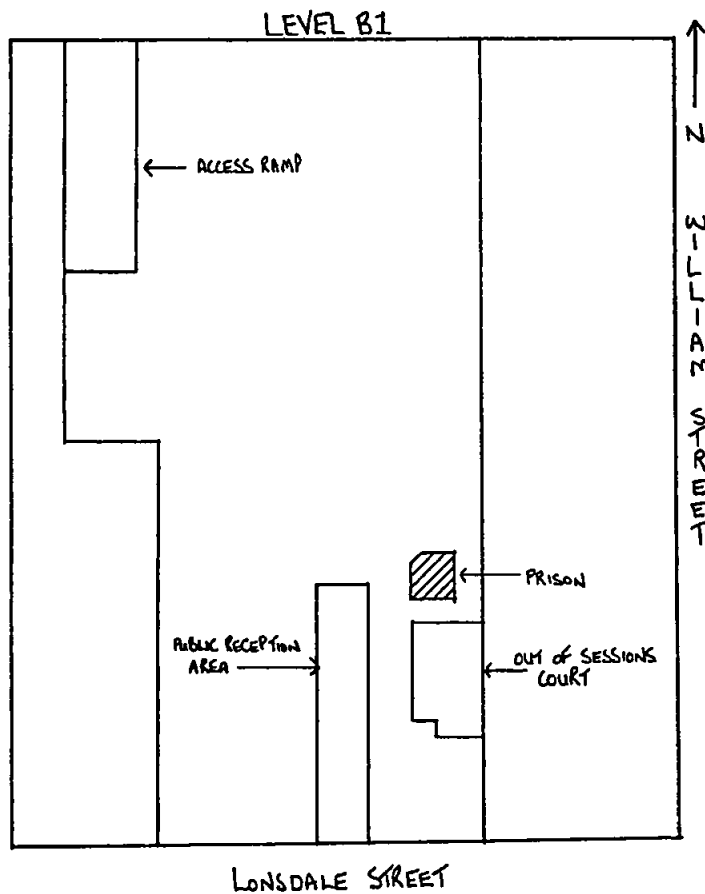 LEVEL B1
N
WILLIAM STREET
ACCESS RAMP
PRISON
PUBLIC RECEPTION
AREA
OUT OF SESSIONS
COURT
LONSDALE STREET